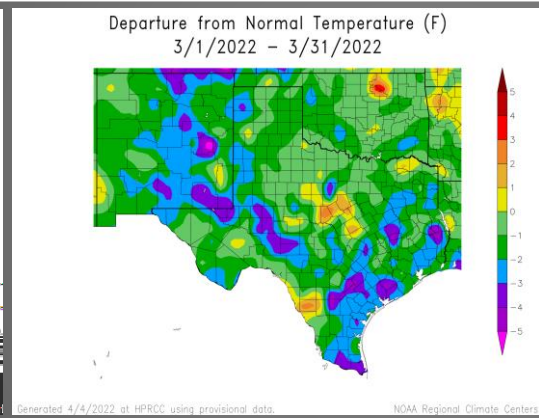 Departure from Normal Temperature (F)
3/1/2022 – 3/31/2022
5
4
3
2
1
0
-1
-2
-3
-4
-5
Generated 4/4/2022 at HPRCC using provisional data.
NOAA Regional Climate Centers